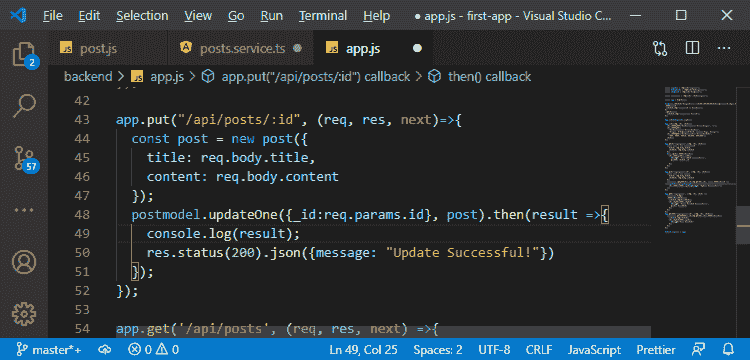 File Edit Selection View Go Run Terminal Help ● app.js - first-app - Visual Studio C...
JS post.js A posts.service.ts ● JS app.js ●
backend > JS app.js > app.put("/api/posts/:id") callback > then() callback
42
43 app.put("/api/posts/:id", (req, res, next)=>{
44 const post = new post({
45 title: req.body.title,
46 content: req.body.content
47 });
48 postmodel.updateOne({_id:req.params.id}, post).then(result =>{
49 console.log(result);
50 res.status(200).json({message: "Update Successful!"})
51 });
52 });
53
54 app.get('/api/posts', (req, res, next) =>{
2
57
master*+ 0 0 Ln 49, Col 25 Spaces: 2 UTF-8 CRLF JavaScript Prettier